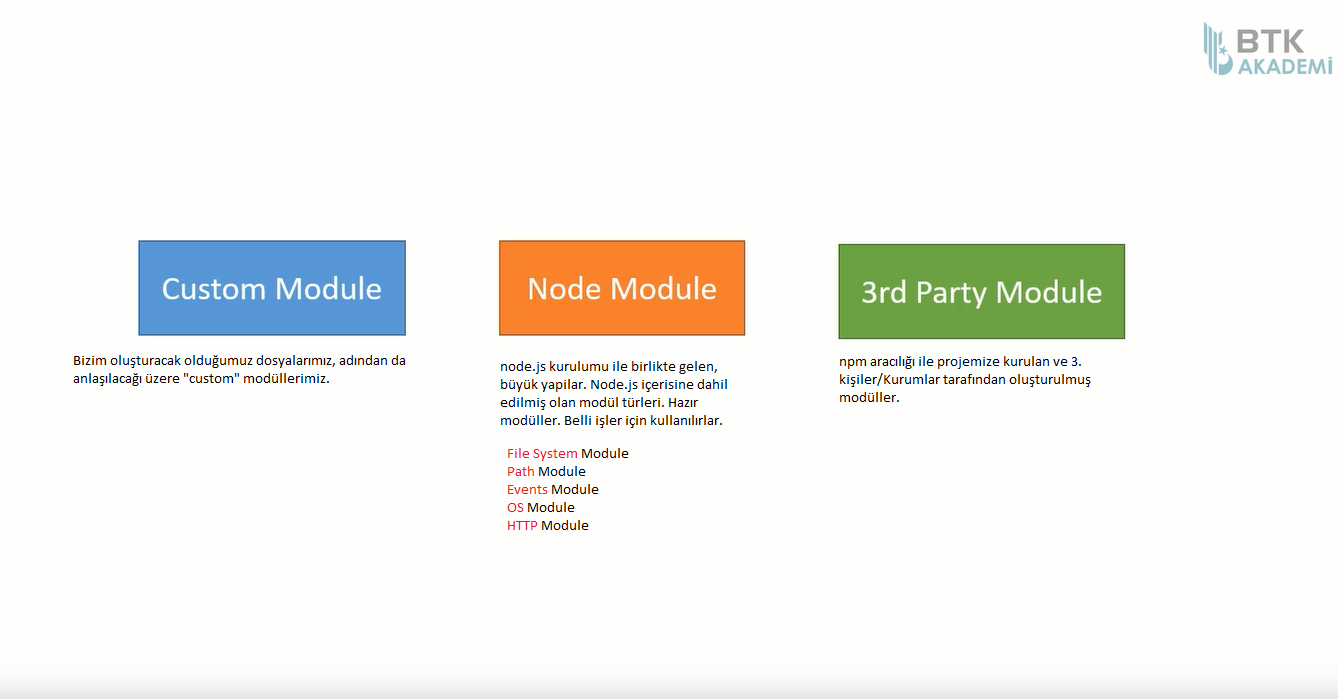 BTK
AKADEMİ
Custom Module
Bizim oluşturacak olduğumuz dosyalarımız, adından da
anlaşılacağı üzere "custom" modüllerimiz.
Node Module
node.js kurulumu ile birlikte gelen,
büyük yapilar. Node.js içerisine dahil
edilmiş olan modül türleri. Hazır
modüller. Belli işler için kullanılırlar.
File System Module
Path Module
Events Module
OS Module
HTTP Module
3rd Party Module
npm aracılığı ile projemize kurulan ve 3.
kişiler/Kurumlar tarafından oluşturulmuş
modüller.